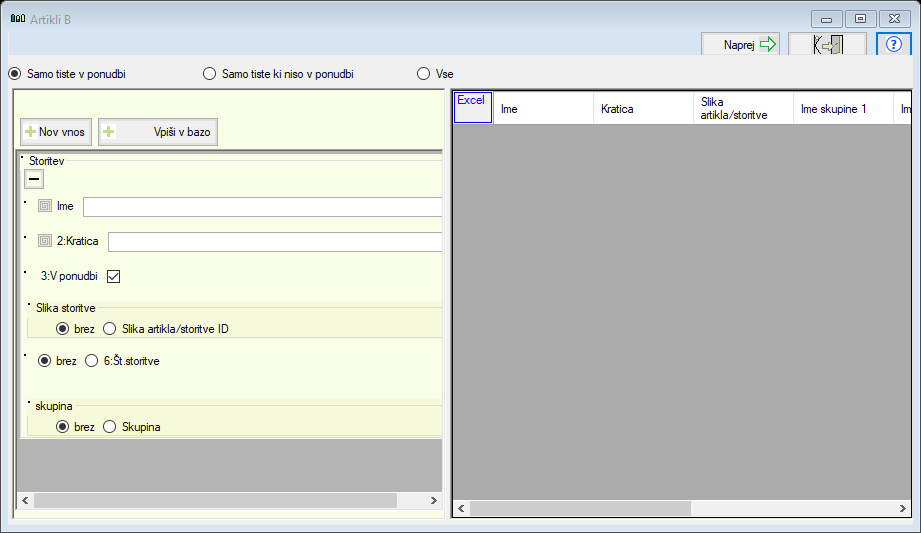 Artikli B
Naprej
?
Samo tiste v ponudbi
Samo tiste ki niso v ponudbi
Vse
Nov vnos
Vpiši v bazo
Storitev
Ime
2:Kratica
3:V ponudbi
Slika storitve
brez
Slika artikla/storitve ID
brez
6:Št.storitve
skupina
brez
Skupina
Excel
Ime
Kratica
Slika
artikla/storitve
Ime skupine 1
Im